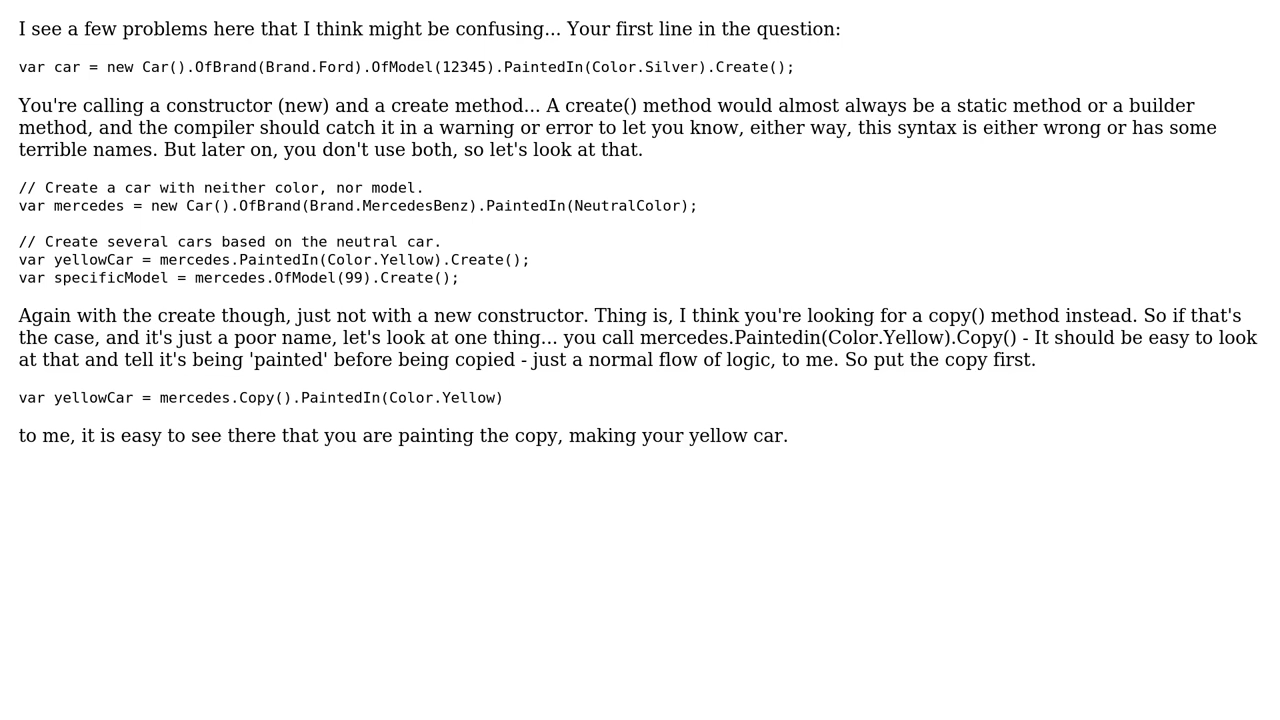 I see a few problems here that I think might be confusing... Your first line in the question:
var car = new Car().OfBrand(Brand.Ford).OfModel(12345).PaintedIn(Color.Silver).Create();
You're calling a constructor (new) and a create method... A create() method would almost always be a static method or a builder
method, and the compiler should catch it in a warning or error to let you know, either way, this syntax is either wrong or has some
terrible names. But later on, you don't use both, so let's look at that.
// Create a car with neither color, nor model.
var mercedes = new Car().OfBrand(Brand.MercedesBenz).PaintedIn(NeutralColor);
// Create several cars based on the neutral car.
var yellowCar = mercedes.PaintedIn(Color.Yellow).Create();
var specificModel = mercedes.OfModel(99).Create();
Again with the create though, just not with a new constructor. Thing is, I think you're looking for a copy() method instead. So if that's
the case, and it's just a poor name, let's look at one thing... you call mercedes.Paintedin(Color.Yellow).Copy() - It should be easy to look
at that and tell it's being 'painted' before being copied - just a normal flow of logic, to me. So put the copy first.
var yellowCar = mercedes.Copy().PaintedIn(Color.Yellow)
to me, it is easy to see there that you are painting the copy, making your yellow car.